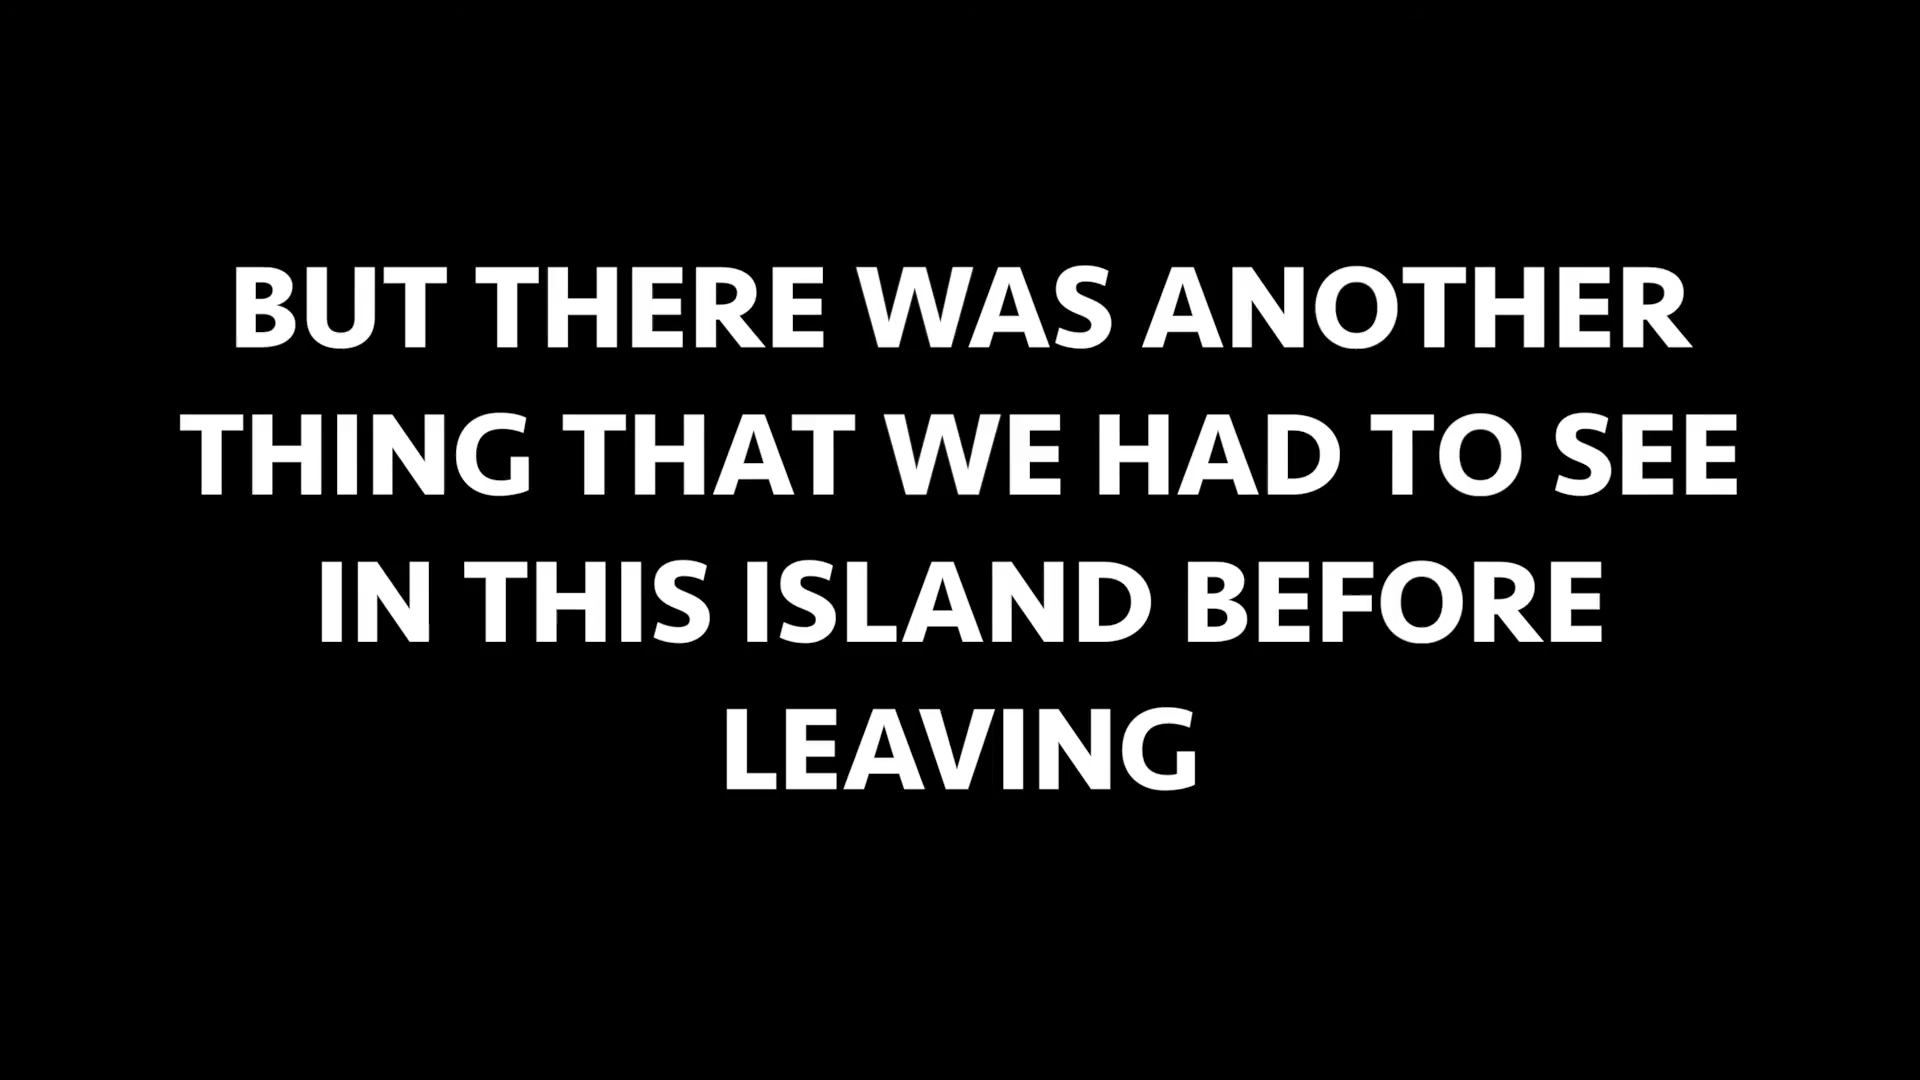 BUT THERE WAS ANOTHER
THING THAT WE HAD TO SEE
IN THIS ISLAND BEFORE
LEAVING